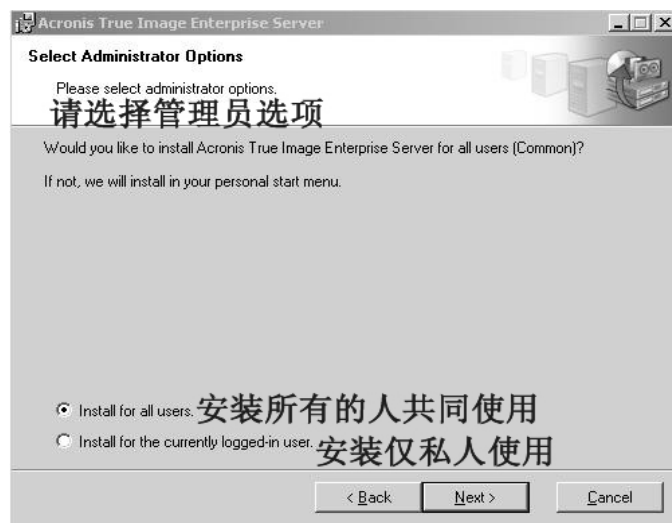 Acronis True Image Enterprise Server
Select Administrator Options
Please select administrator options.
请选择管理员选项
Would you like to install Acronis True Image Enterprise Server for all users (Common)?
If not, we will install in your personal start menu.
Install for all users. 安装所有的人共同使用
Install for the currently logged-in user. 安装仅私人使用
< Back Next > Cancel